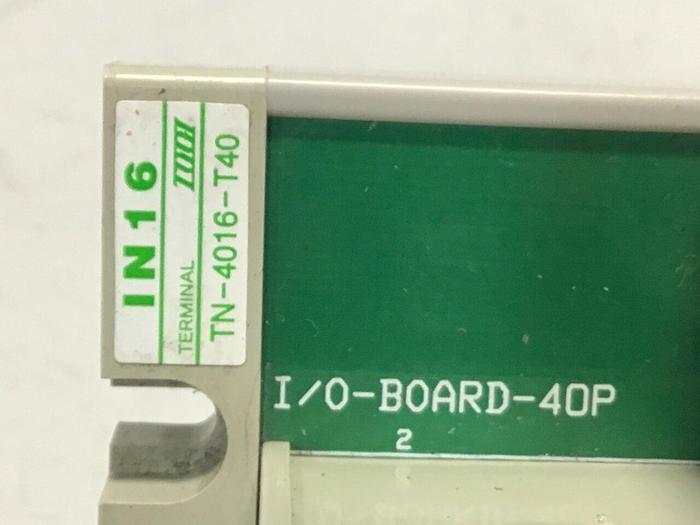 IN16
TERMINAL
TN-4016-T40
I/O-BOARD-40P
2